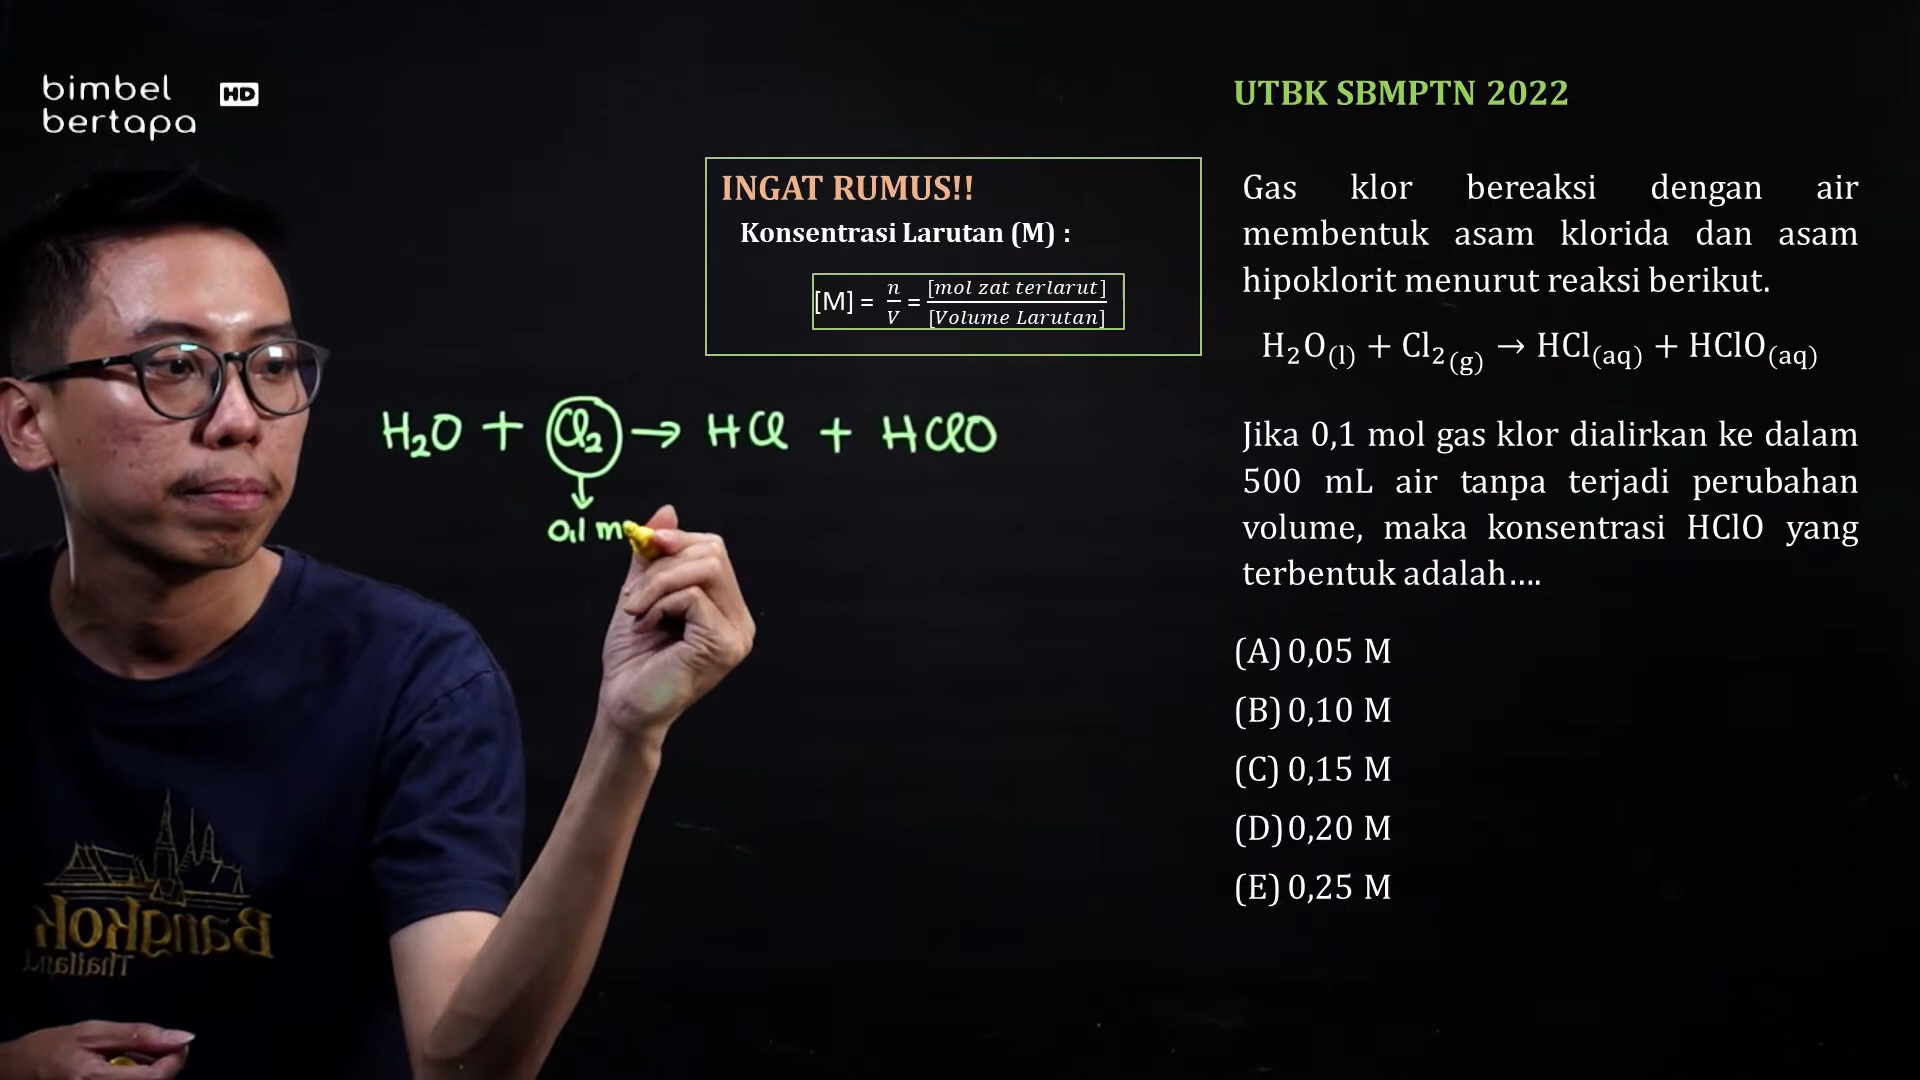 bimbel
bertapa
HD
UTBK SBMPTN 2022
INGAT RUMUS!!
Konsentrasi Larutan (M) :
[M] = n/V = [mol zat terlarut]/[Volume Larutan]
Gas klor bereaksi dengan air
membentuk asam klorida dan asam
hipoklorit menurut reaksi berikut.
H₂O(l) + Cl₂(g) → HCl(aq) + HClO(aq)
Jika 0,1 mol gas klor dialirkan ke dalam
500 mL air tanpa terjadi perubahan
volume, maka konsentrasi HClO yang
terbentuk adalah....
(A) 0,05 M
(B) 0,10 M
(C) 0,15 M
(D) 0,20 M
(E) 0,25 M
H₂O + Cl₂ → HCl + HClO
0,1 m
Bangkok
Thailand